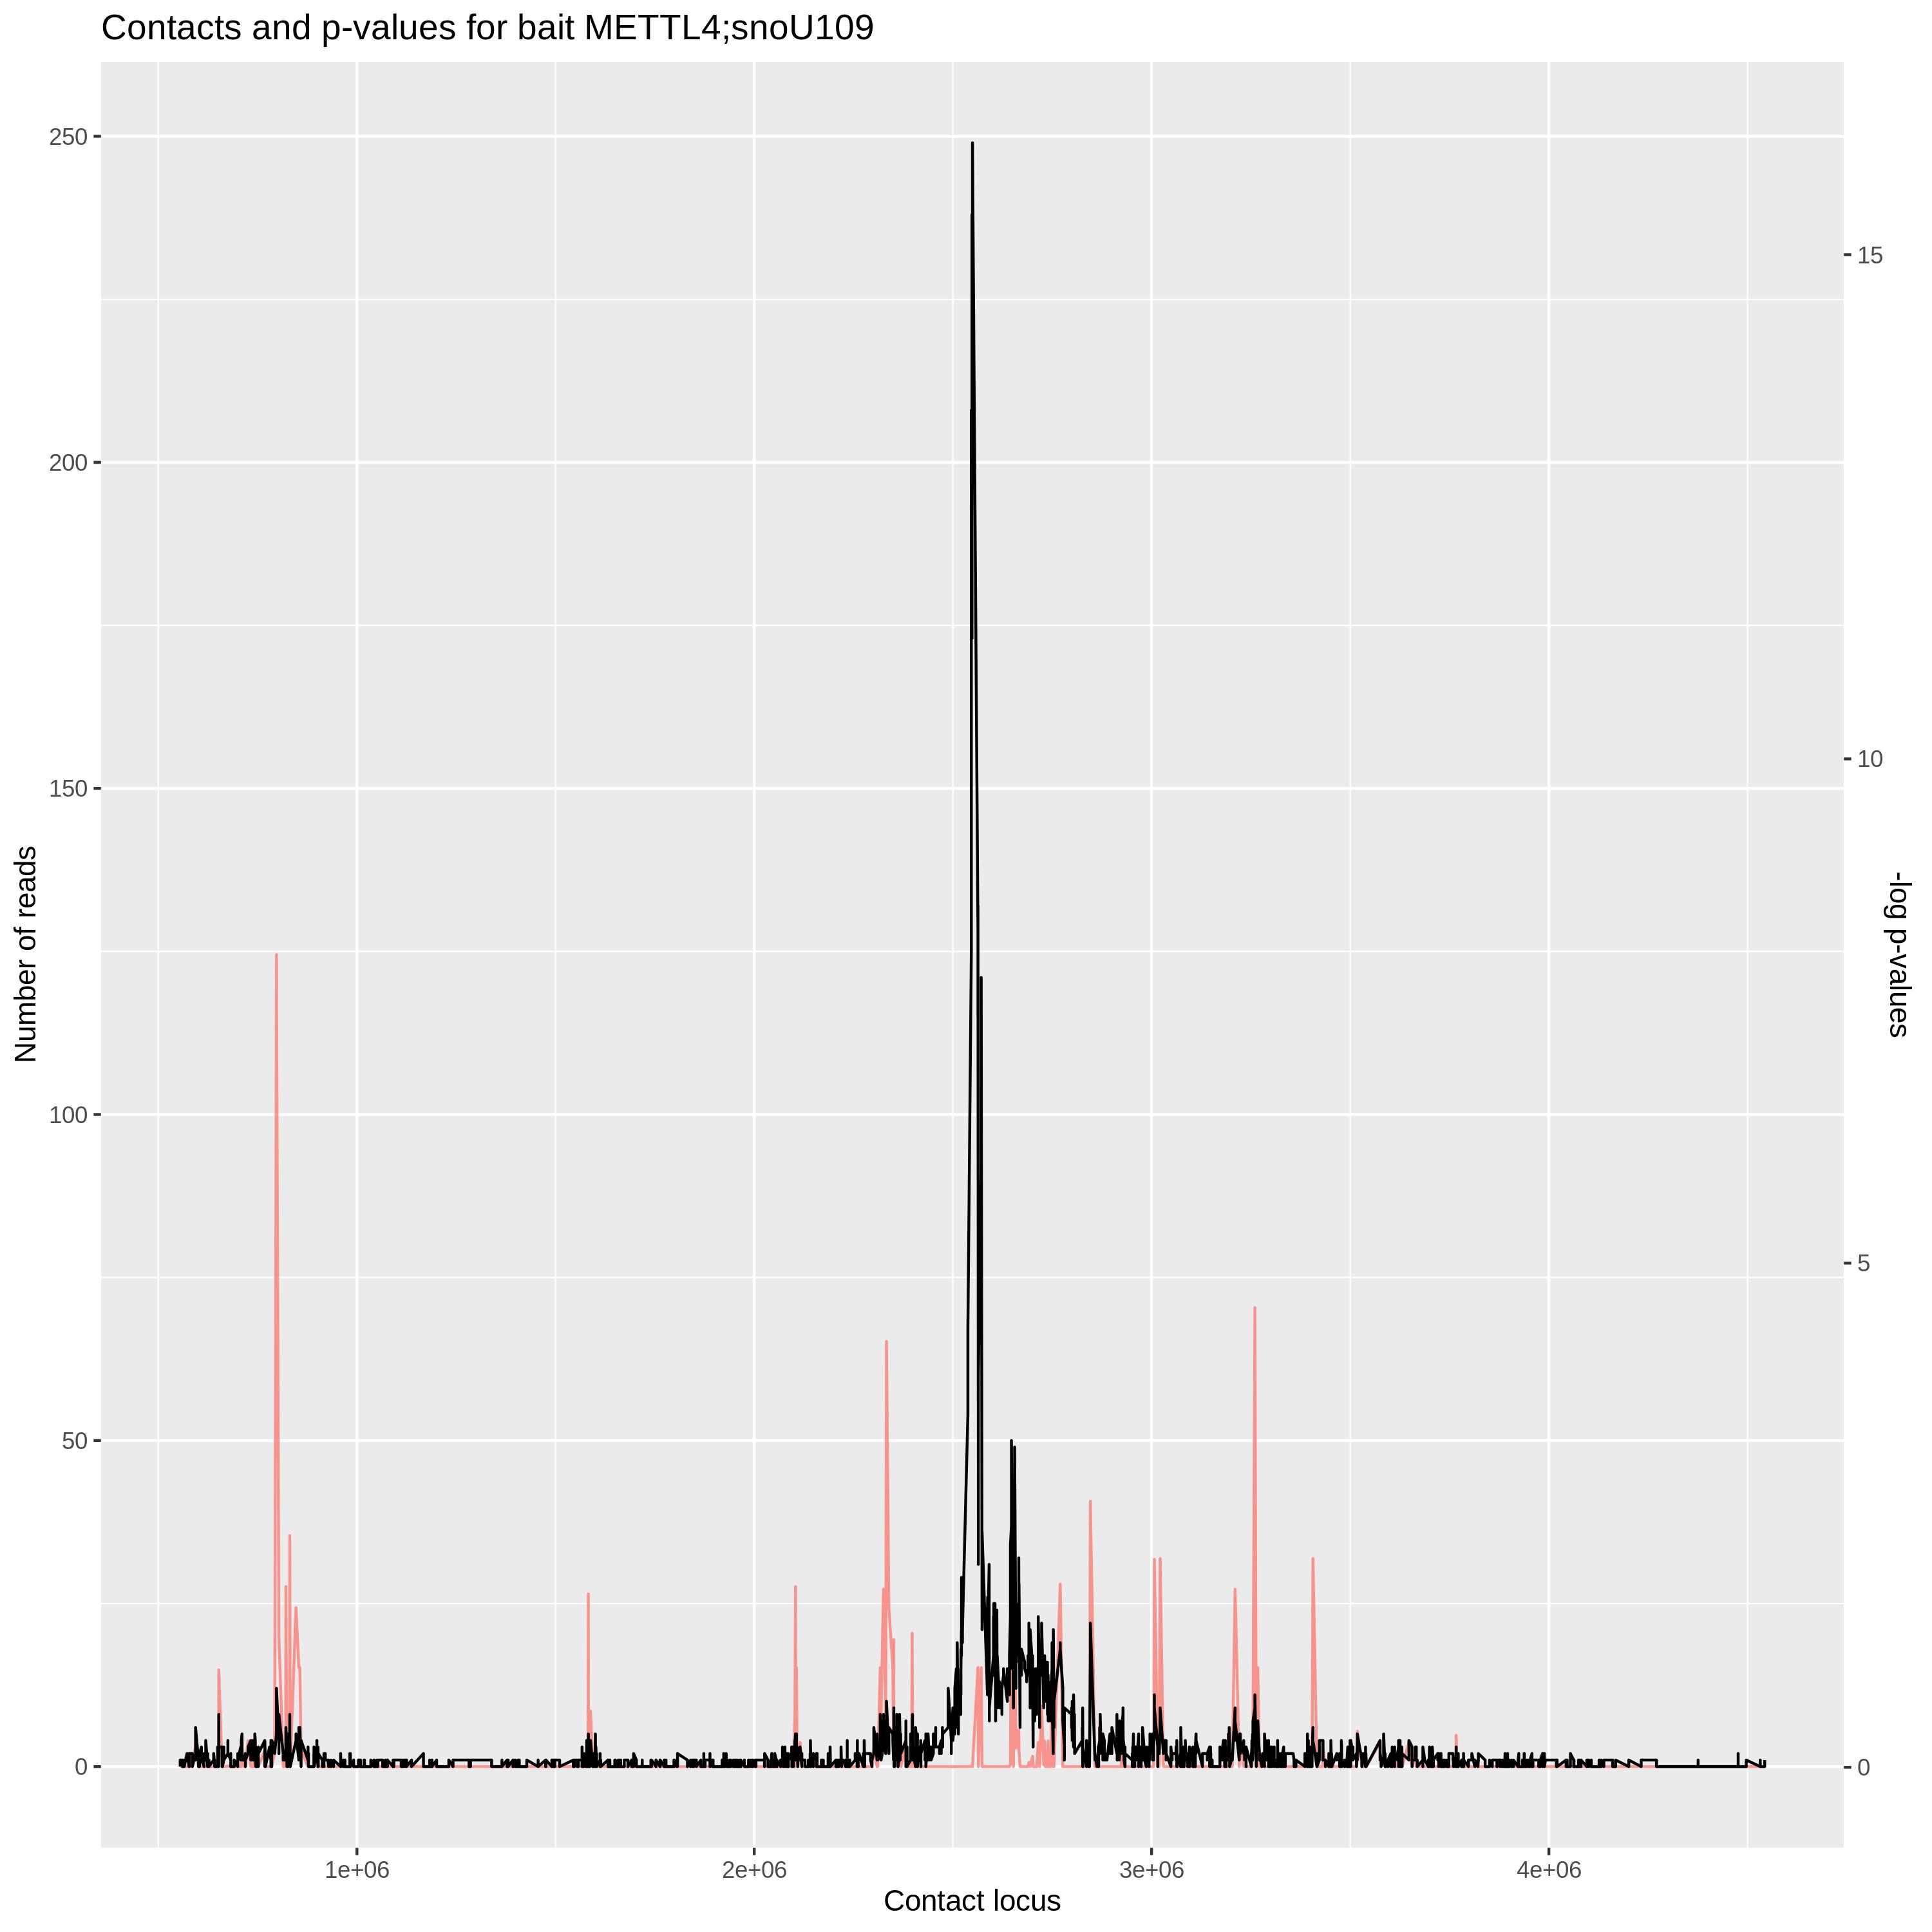 Contacts and p-values for bait METTL4;snoU109
250
200
150
100
50
0
Number of reads
15
10
5
0
-log p-values
1e+06
2e+06
3e+06
4e+06
Contact locus